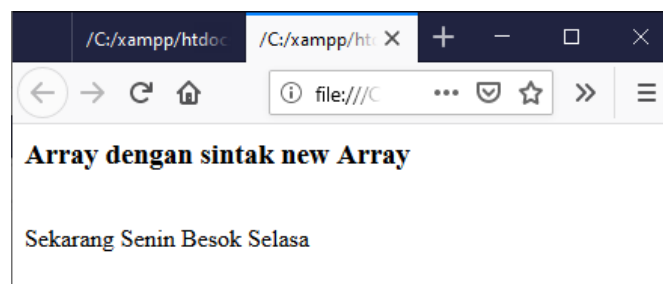 /C:/xampp/htdoc
/C:/xampp/ht
file:///C
Array dengan sintak new Array
Sekarang Senin Besok Selasa